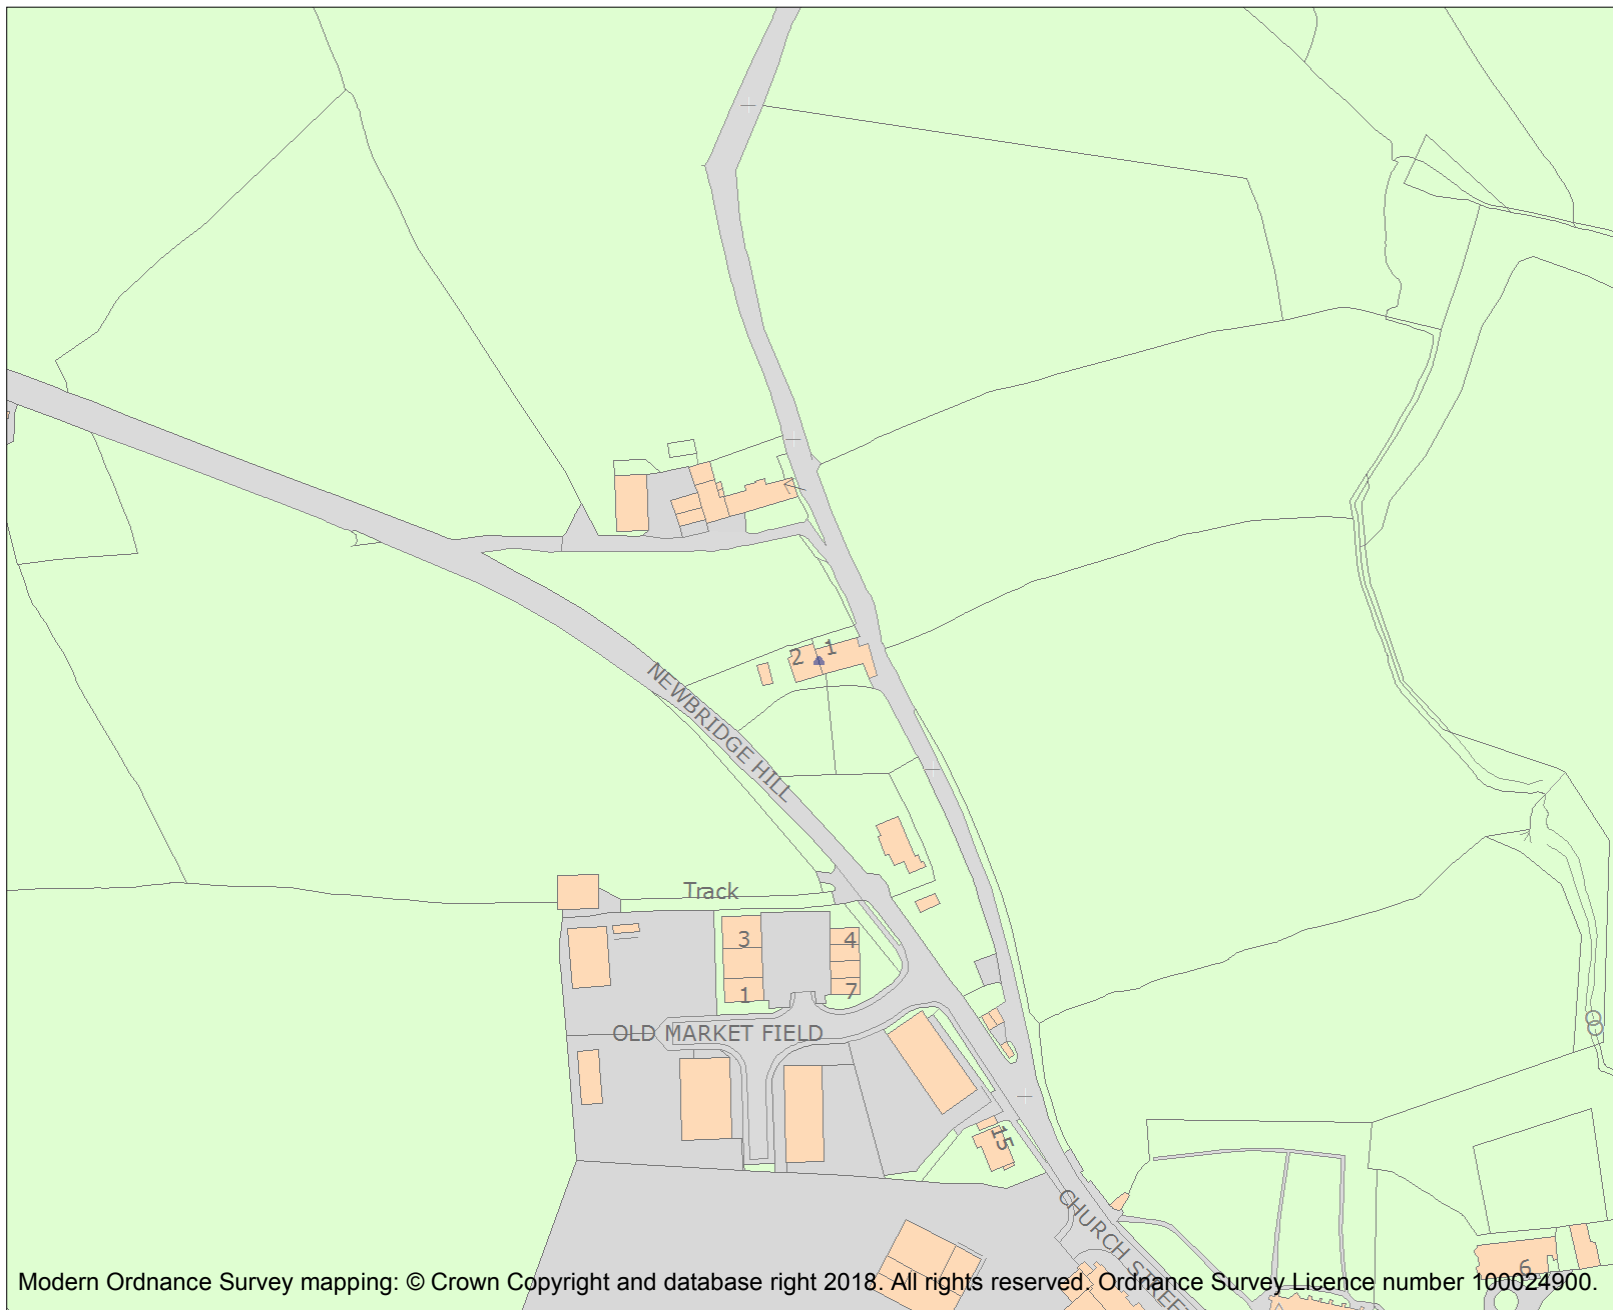 2
1
NEWBRIDGE HILL
Track
3
4
1
7
OLD MARKET FIELD
15
CHURCH STREET
6
Modern Ordnance Survey mapping: © Crown Copyright and database right 2018. All rights reserved. Ordnance Survey Licence number 100024900.